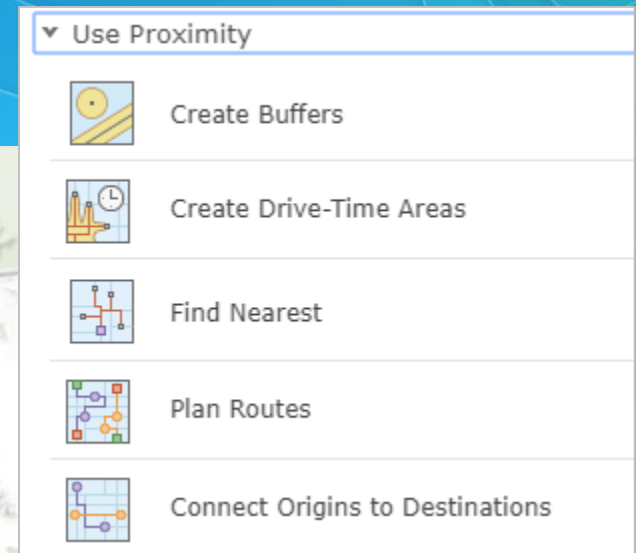 Use Proximity
Create Buffers
Create Drive-Time Areas
Find Nearest
Plan Routes
Connect Origins to Destinations